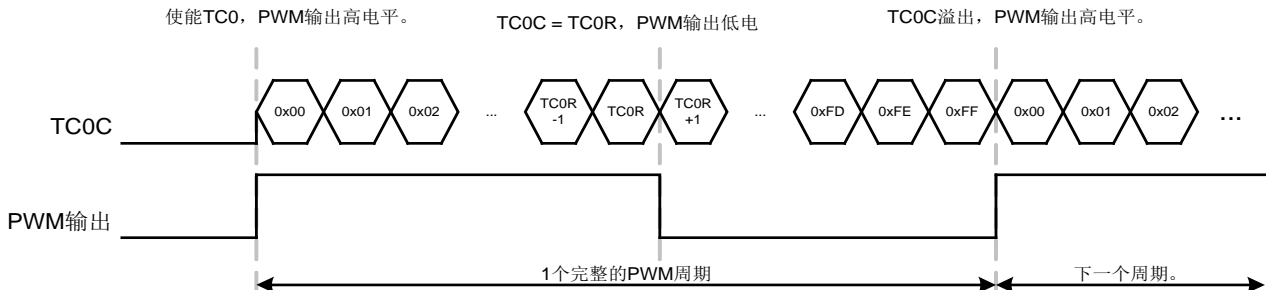 使能TC0，PWM输出高电平。
TC0C = TC0R，PWM输出低电
TC0C溢出，PWM输出高电平。
TC0C
0x00 0x01 0x02 ... TC0R -1 TC0R TC0R +1 ... 0xFD 0xFE 0xFF 0x00 0x01 0x02 ...
PWM输出
1个完整的PWM周期
下一个周期。